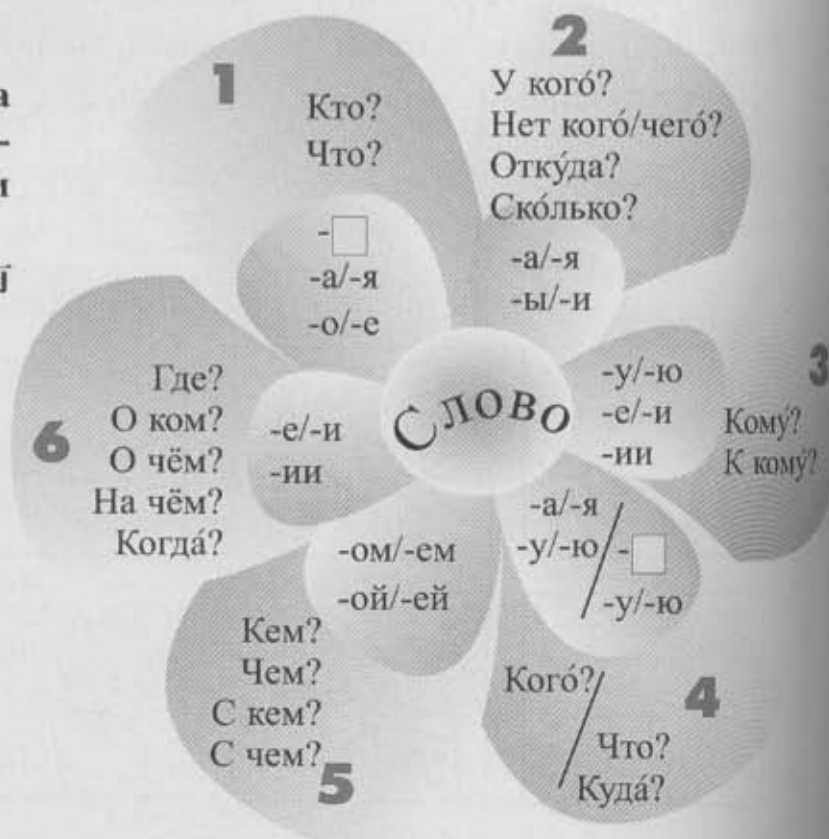 1
Кто?
Что?
-□
-а/-я
-о/-е
2
У кого́?
Нет кого́/чего́?
Отку́да?
Ско́лько?
-а/-я
-ы/-и
3
-у/-ю
-е/-и
-ии
Кому́?
К кому́?
4
-а/-я
-у/-ю/-□
-у/-ю
Кого́?/
Что?
Куда́?
5
-ом/-ем
-ой/-ей
Кем?
Чем?
С кем?
С чем?
6
Где?
О ком?
О чём?
На чём?
Когда́?
-е/-и
-ии
Слово
а
-
и